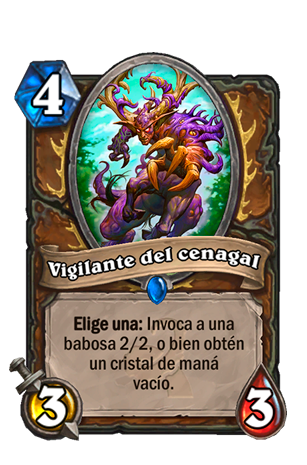 4
Vigilante del cenagal
Elige una: Invoca a una
babosa 2/2, o bien obtén
un cristal de maná
vacío.
3
3